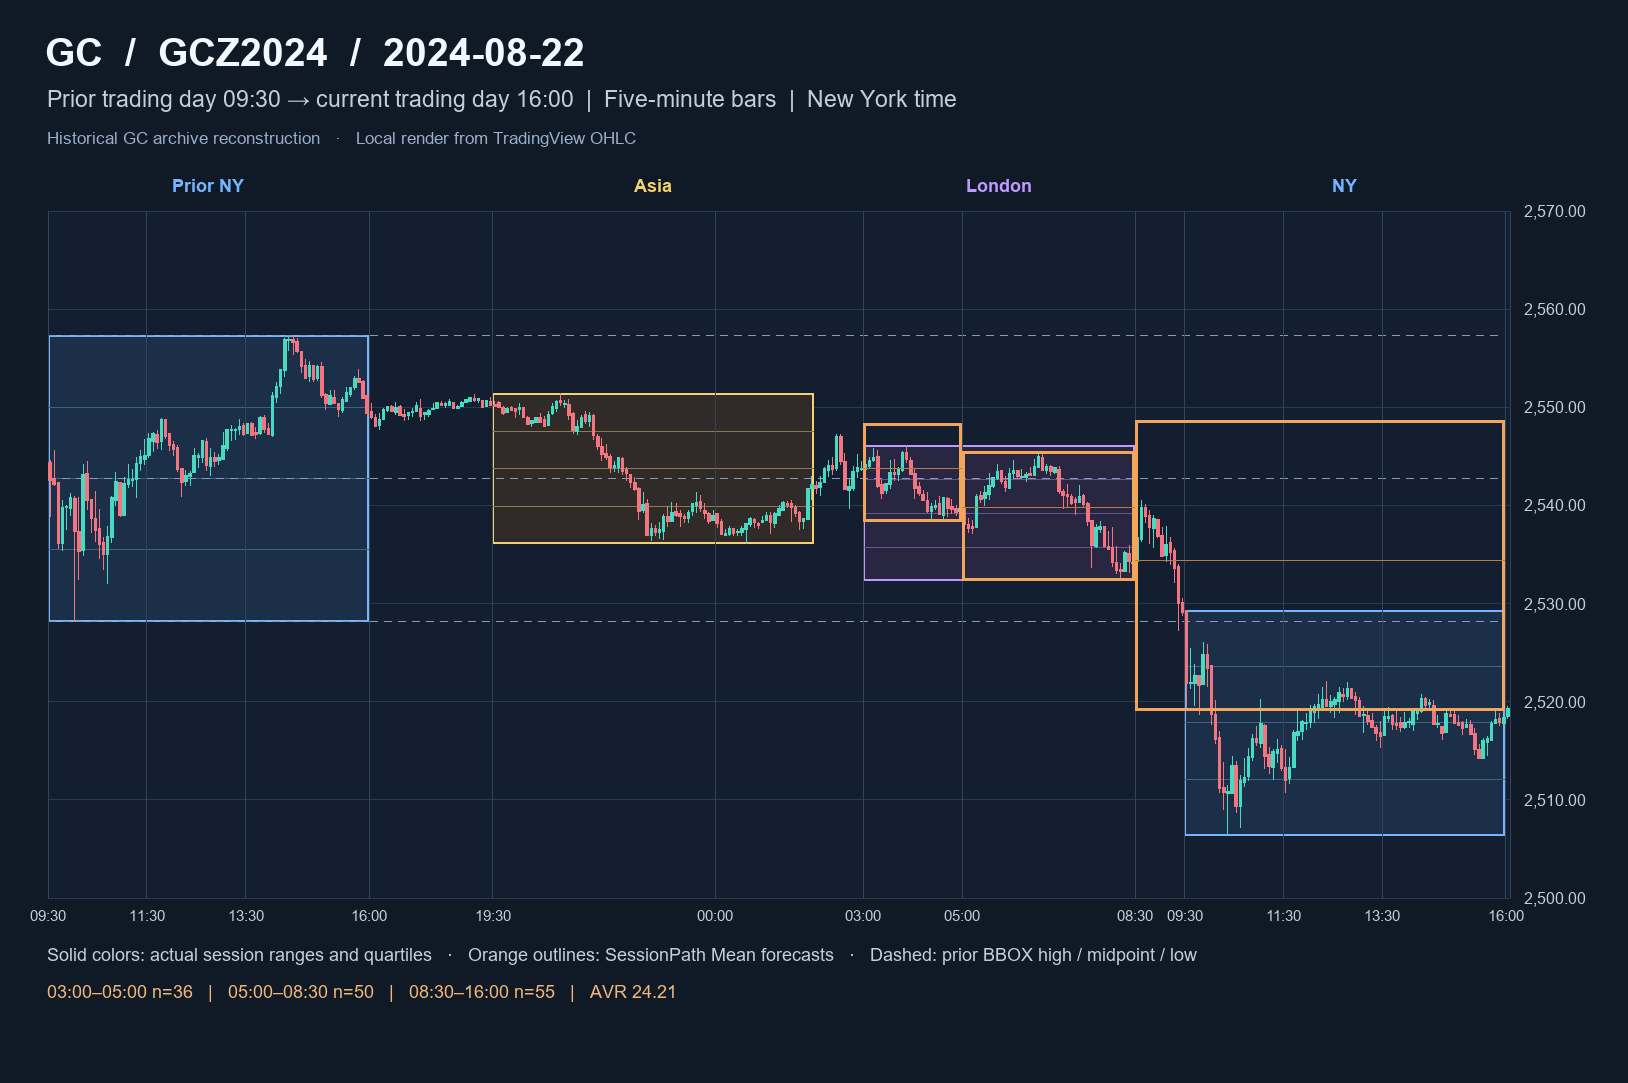 GC / GCZ2024 / 2024-08-22
Prior trading day 09:30 → current trading day 16:00 | Five-minute bars | New York time
Historical GC archive reconstruction · Local render from TradingView OHLC
Prior NY Asia London NY
2,570.00
2,560.00
2,550.00
2,540.00
2,530.00
2,520.00
2,510.00
2,500.00
09:30 11:30 13:30 16:00 19:30 00:00 03:00 05:00 08:30 09:30 11:30 13:30 16:00
Solid colors: actual session ranges and quartiles · Orange outlines: SessionPath Mean forecasts · Dashed: prior BBOX high / midpoint / low
03:00–05:00 n=36 | 05:00–08:30 n=50 | 08:30–16:00 n=55 | AVR 24.21